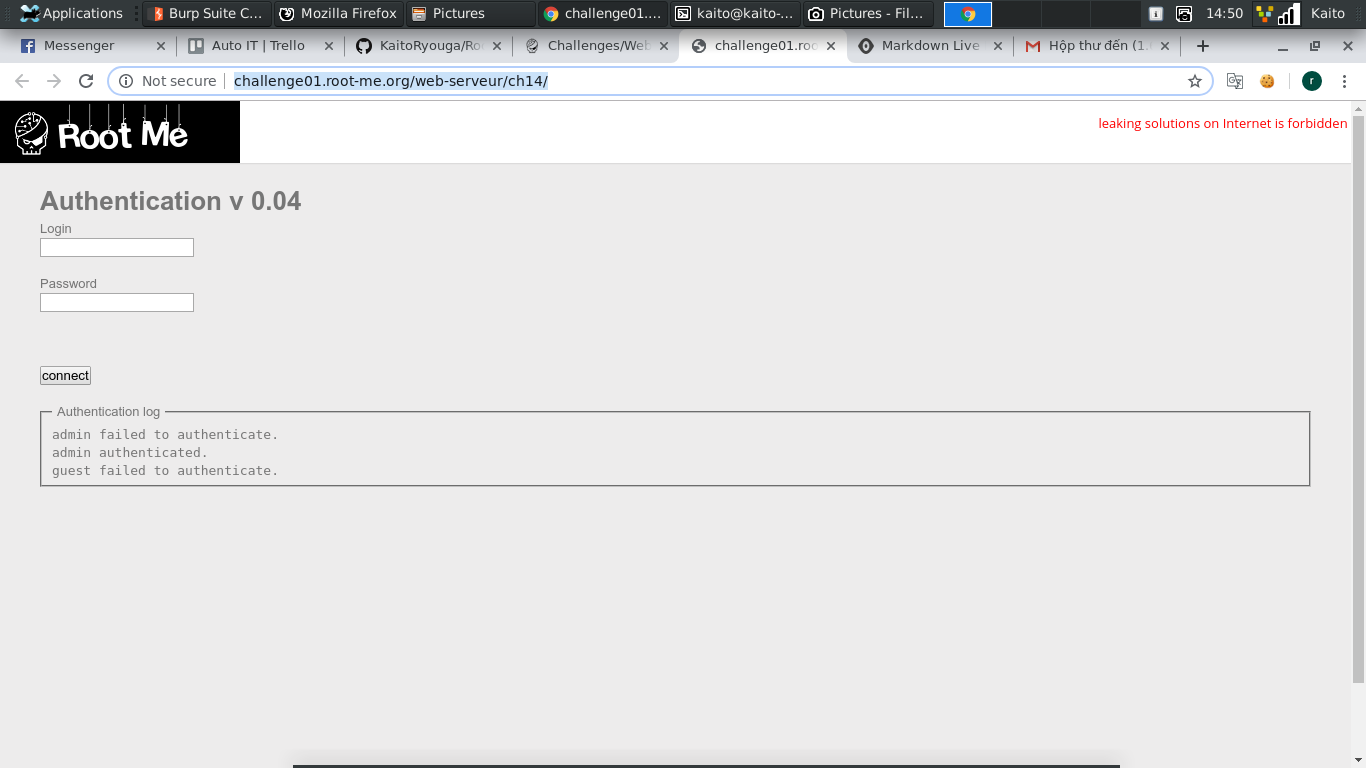 Applications
Burp Suite C...
Mozilla Firefox
Pictures
challenge01....
kaito@kaito-...
Pictures - Fil...
14:50
Kaito
Messenger
Auto IT | Trello
KaitoRyouga/Ro
Challenges/Web
challenge01.roo
Markdown Live
Hộp thư đến (1.
Not secure
challenge01.root-me.org/web-serveur/ch14/
r
Root Me
leaking solutions on Internet is forbidden
Authentication v 0.04
Login
Password
connect
Authentication log
admin failed to authenticate.
admin authenticated.
guest failed to authenticate.